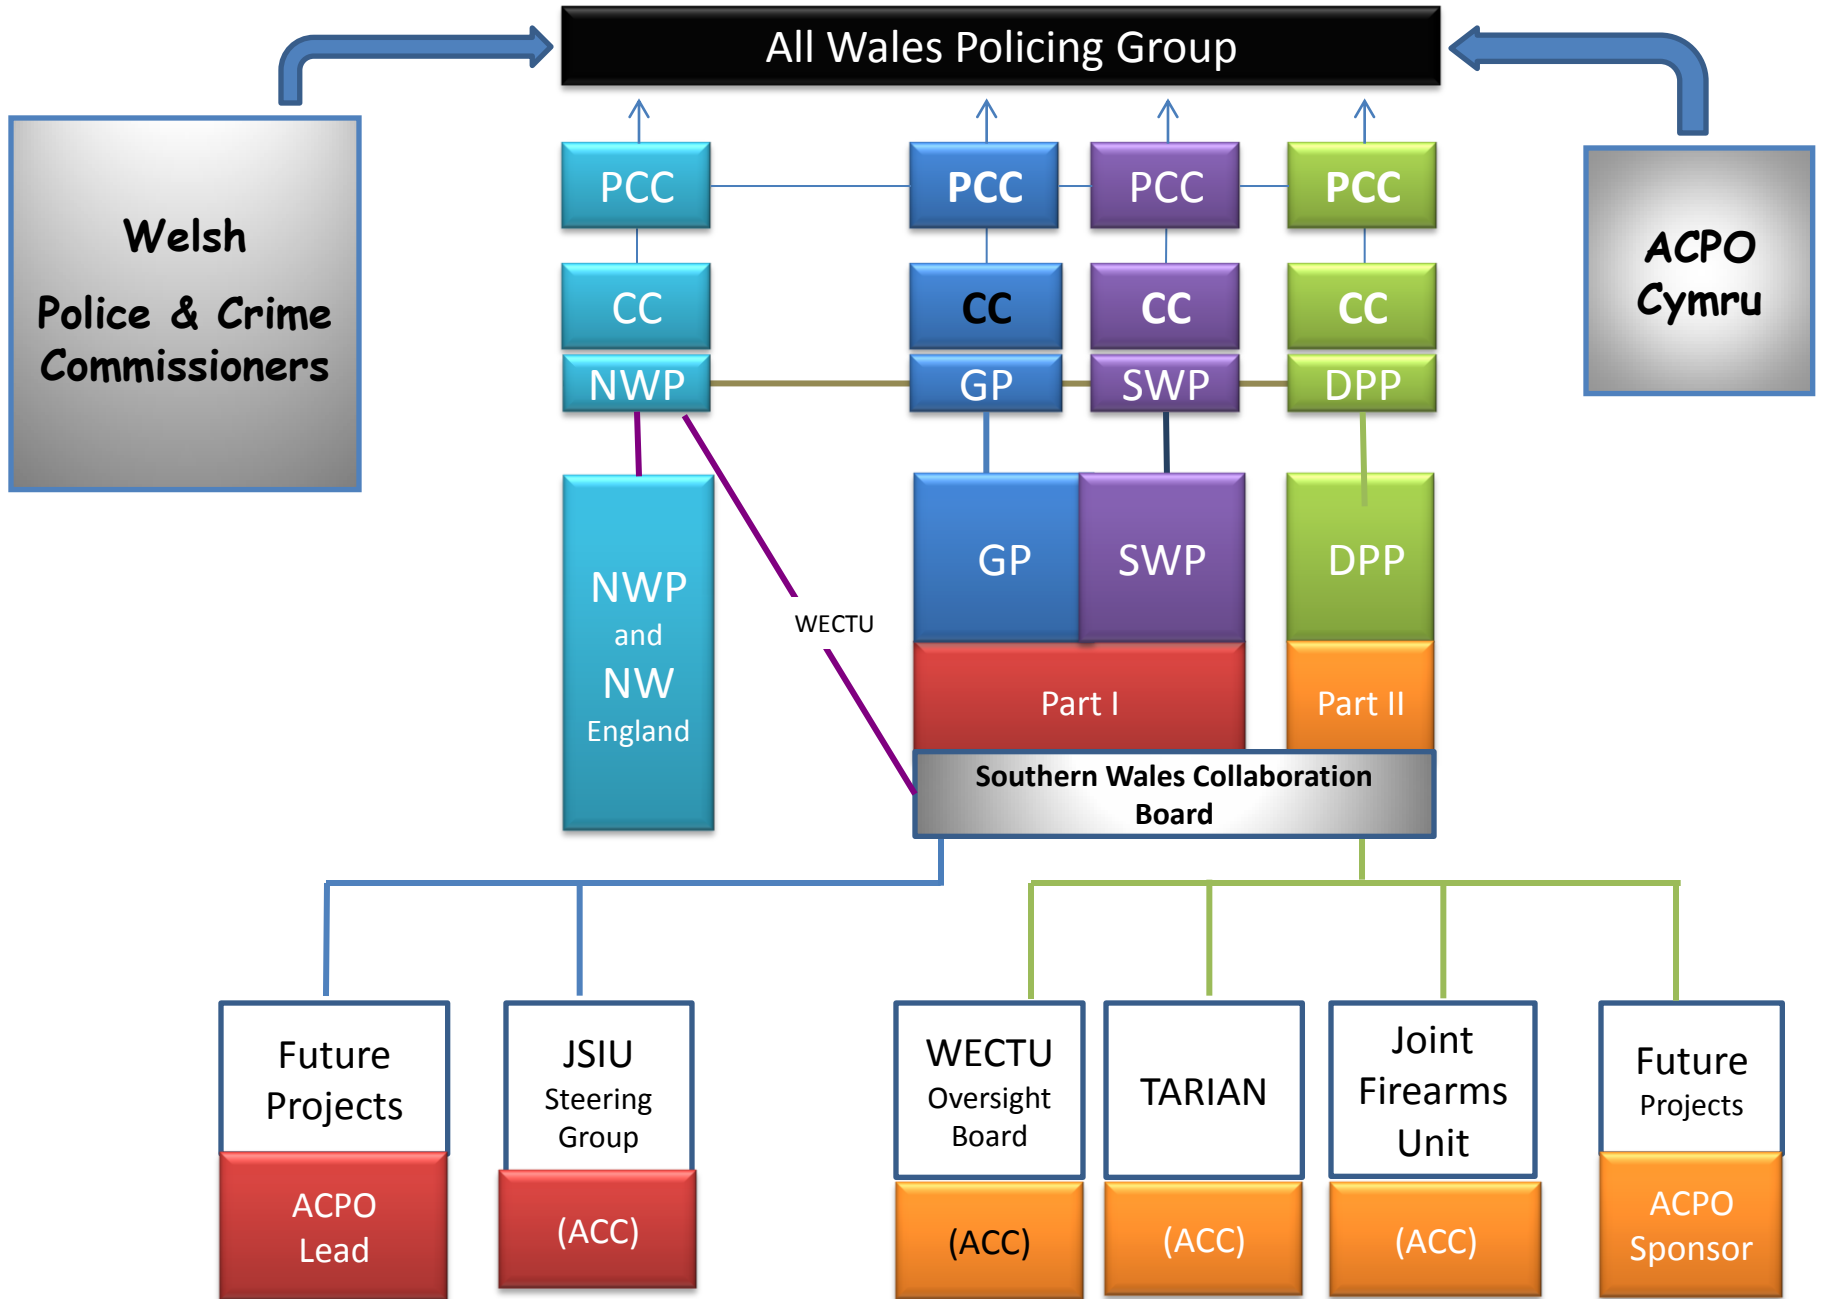 All Wales Policing Group
Welsh
Police & Crime
Commissioners
ACPO
Cymru
PCC
PCC
PCC
PCC
CC
CC
CC
CC
NWP
GP
SWP
DPP
NWP
and
NW
England
WECTU
GP
SWP
DPP
Part I
Part II
Southern Wales Collaboration
Board
Future
Projects
ACPO
Lead
JSIU
Steering
Group
(ACC)
WECTU
Oversight
Board
(ACC)
TARIAN
(ACC)
Joint
Firearms
Unit
(ACC)
Future
Projects
ACPO
Sponsor